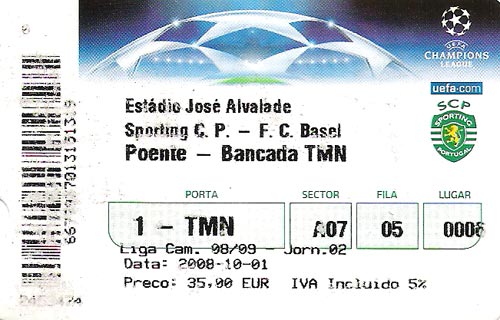 UEFA
CHAMPIONS
LEAGUE
uefa.com
SCP
SPORTING
PORTUGAL
Estádio José Alvalade
Sporting C. P. – F. C. Basel
Poente – Bancada TMN
PORTA SECTOR FILA LUGAR
1 – TMN A07 05 0006
Liga Cam. 08/09 – Jorn.02
Data: 2008-10-01
Preço: 35,00 EUR IVA Incluido 5%